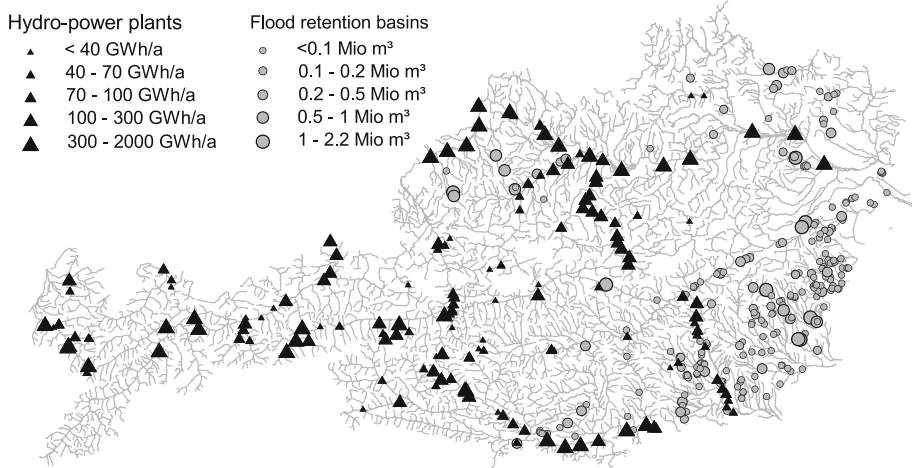 Hydro-power plants
< 40 GWh/a
40 - 70 GWh/a
70 - 100 GWh/a
100 - 300 GWh/a
300 - 2000 GWh/a
Flood retention basins
<0.1 Mio m³
0.1 - 0.2 Mio m³
0.2 - 0.5 Mio m³
0.5 - 1 Mio m³
1 - 2.2 Mio m³